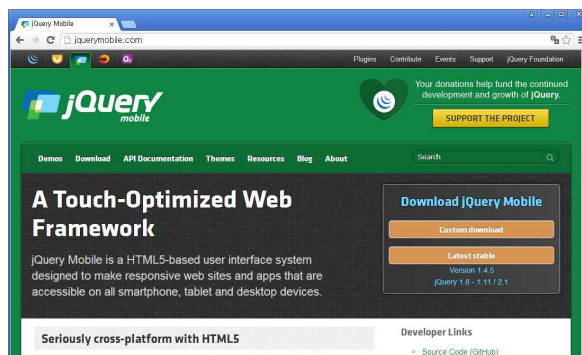 jQuery Mobile
jquerymobile.com
Plugins Contribute Events Support jQuery Foundation
jQuery
mobile
Your donations help fund the continued
development and growth of jQuery.
SUPPORT THE PROJECT
Demos Download API Documentation Themes Resources Blog About
Search
A Touch-Optimized Web
Framework
jQuery Mobile is a HTML5-based user interface system
designed to make responsive web sites and apps that are
accessible on all smartphone, tablet and desktop devices.
Download jQuery Mobile
Custom download
Latest stable
Version 1.4.5
jQuery 1.8 - 1.11 / 2.1
Seriously cross-platform with HTML5
Developer Links
Source Code (GitHub)